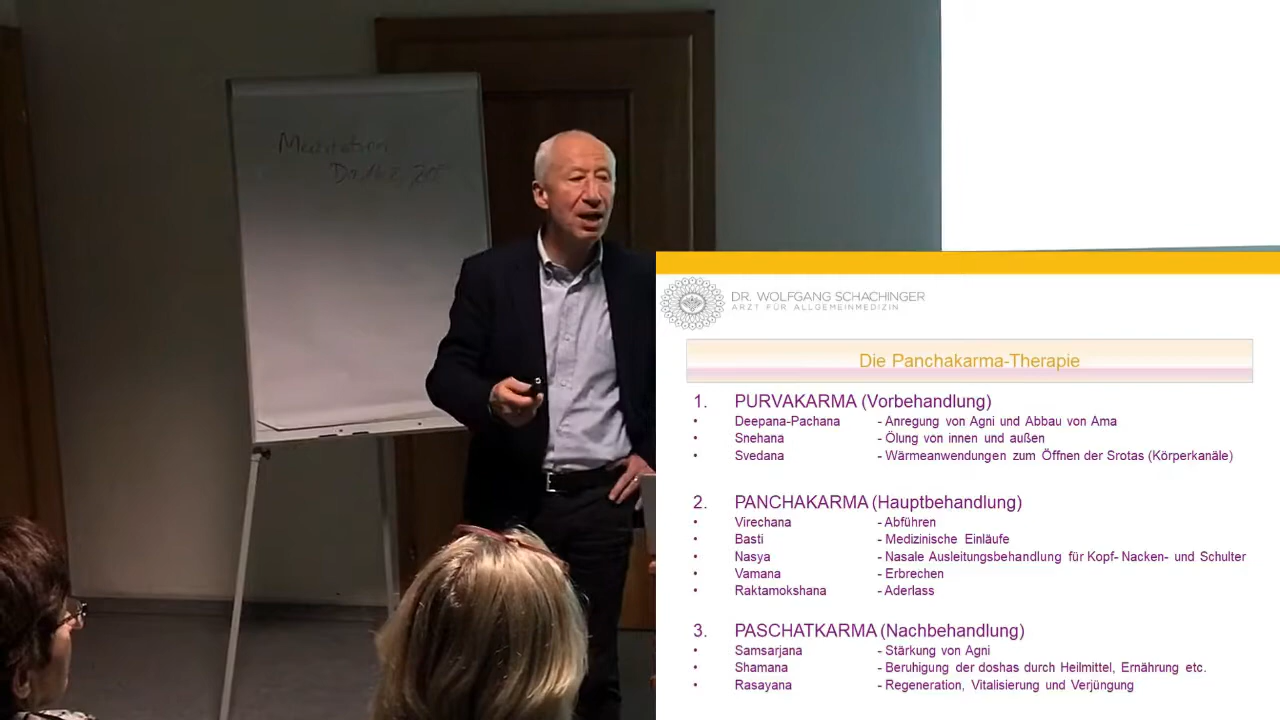 Meditation
DR. WOLFGANG SCHACHINGER
ARZT FÜR ALLGEMEINMEDIZIN
Die Panchakarma-Therapie
1. PURVAKARMA (Vorbehandlung)
• Deepana-Pachana - Anregung von Agni und Abbau von Ama
• Snehana - Ölung von innen und außen
• Svedana - Wärmeanwendungen zum Öffnen der Srotas (Körperkanäle)
2. PANCHAKARMA (Hauptbehandlung)
• Virechana - Abführen
• Basti - Medizinische Einläufe
• Nasya - Nasale Ausleitungsbehandlung für Kopf- Nacken- und Schulter
• Vamana - Erbrechen
• Raktamokshana - Aderlass
3. PASCHATKARMA (Nachbehandlung)
• Samsarjana - Stärkung von Agni
• Shamana - Beruhigung der doshas durch Heilmittel, Ernährung etc.
• Rasayana - Regeneration, Vitalisierung und Verjüngung